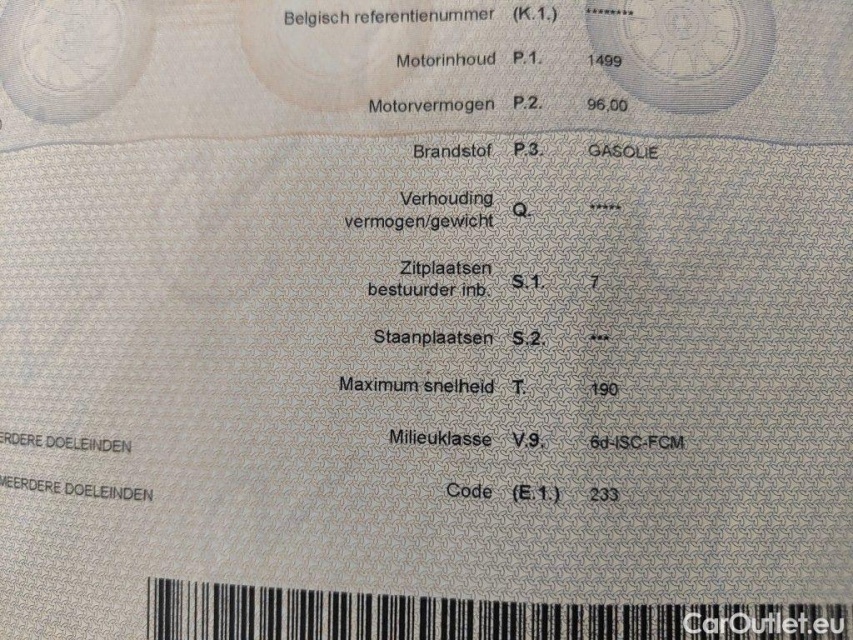 Belgisch referentienummer (K.1.) ********
Motorinhoud P.1. 1499
Motorvermogen P.2. 96,00
Brandstof P.3. GASOLIE
Verhouding
vermogen/gewicht Q. *****
Zitplaatsen
bestuurder inb. S.1. 7
Staanplaatsen S.2. ***
Maximum snelheid T. 190
ERDERE DOELEINDEN
Milieuklasse V.9. 6d-ISC-FCM
MEERDERE DOELEINDEN
Code (E.1.) 233
CarOutlet.eu